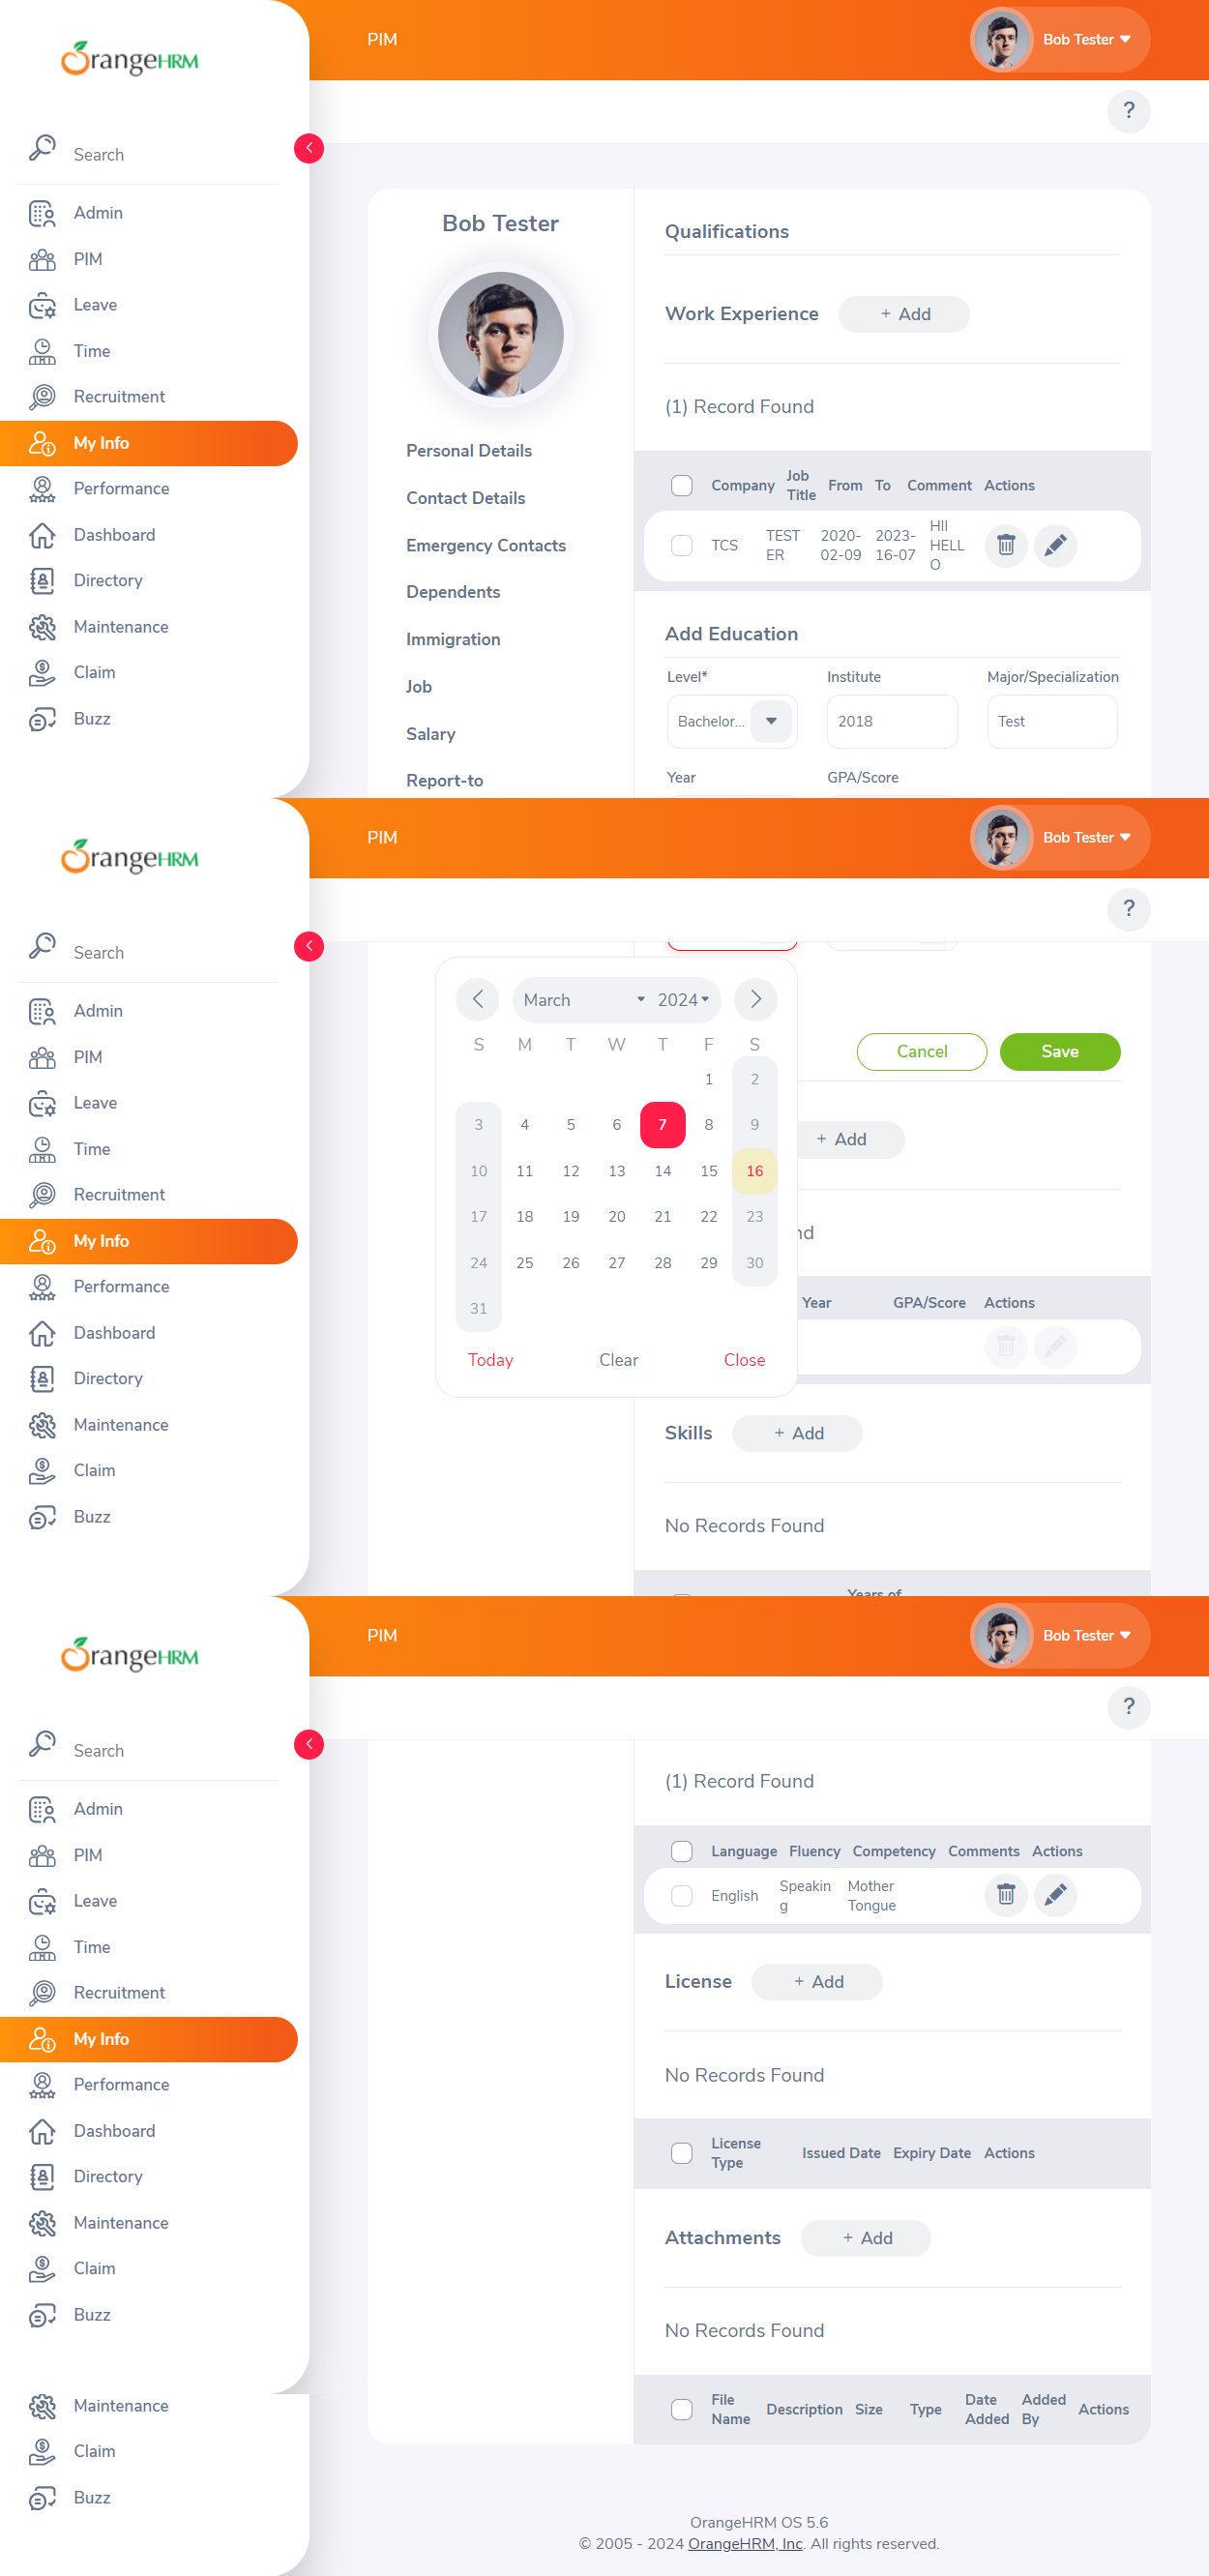 OrangeHRM
Search
Admin
PIM
Leave
Time
Recruitment
My Info
Performance
Dashboard
Directory
Maintenance
Claim
Buzz
PIM
Bob Tester
?
Bob Tester
Personal Details
Contact Details
Emergency Contacts
Dependents
Immigration
Job
Salary
Report-to
Qualifications
Work Experience + Add
(1) Record Found
Company Job Title From To Comment Actions
TCS TESTER 2020-02-09 2023-16-07 HII HELLO
Add Education
Level* Institute Major/Specialization
Bachelor... 2018 Test
Year GPA/Score
OrangeHRM
Search
Admin
PIM
Leave
Time
Recruitment
My Info
Performance
Dashboard
Directory
Maintenance
Claim
Buzz
PIM
Bob Tester
?
March 2024
S M T W T F S
1 2
3 4 5 6 7 8 9
10 11 12 13 14 15 16
17 18 19 20 21 22 23
24 25 26 27 28 29 30
31
Today Clear Close
Cancel Save
+ Add
nd
Year GPA/Score Actions
Skills + Add
No Records Found
Years of
OrangeHRM
Search
Admin
PIM
Leave
Time
Recruitment
My Info
Performance
Dashboard
Directory
Maintenance
Claim
Buzz
Maintenance
Claim
Buzz
PIM
Bob Tester
?
(1) Record Found
Language Fluency Competency Comments Actions
English Speaking Mother Tongue
License + Add
No Records Found
License Type Issued Date Expiry Date Actions
Attachments + Add
No Records Found
File Name Description Size Type Date Added Added By Actions
OrangeHRM OS 5.6
© 2005 - 2024 OrangeHRM, Inc. All rights reserved.